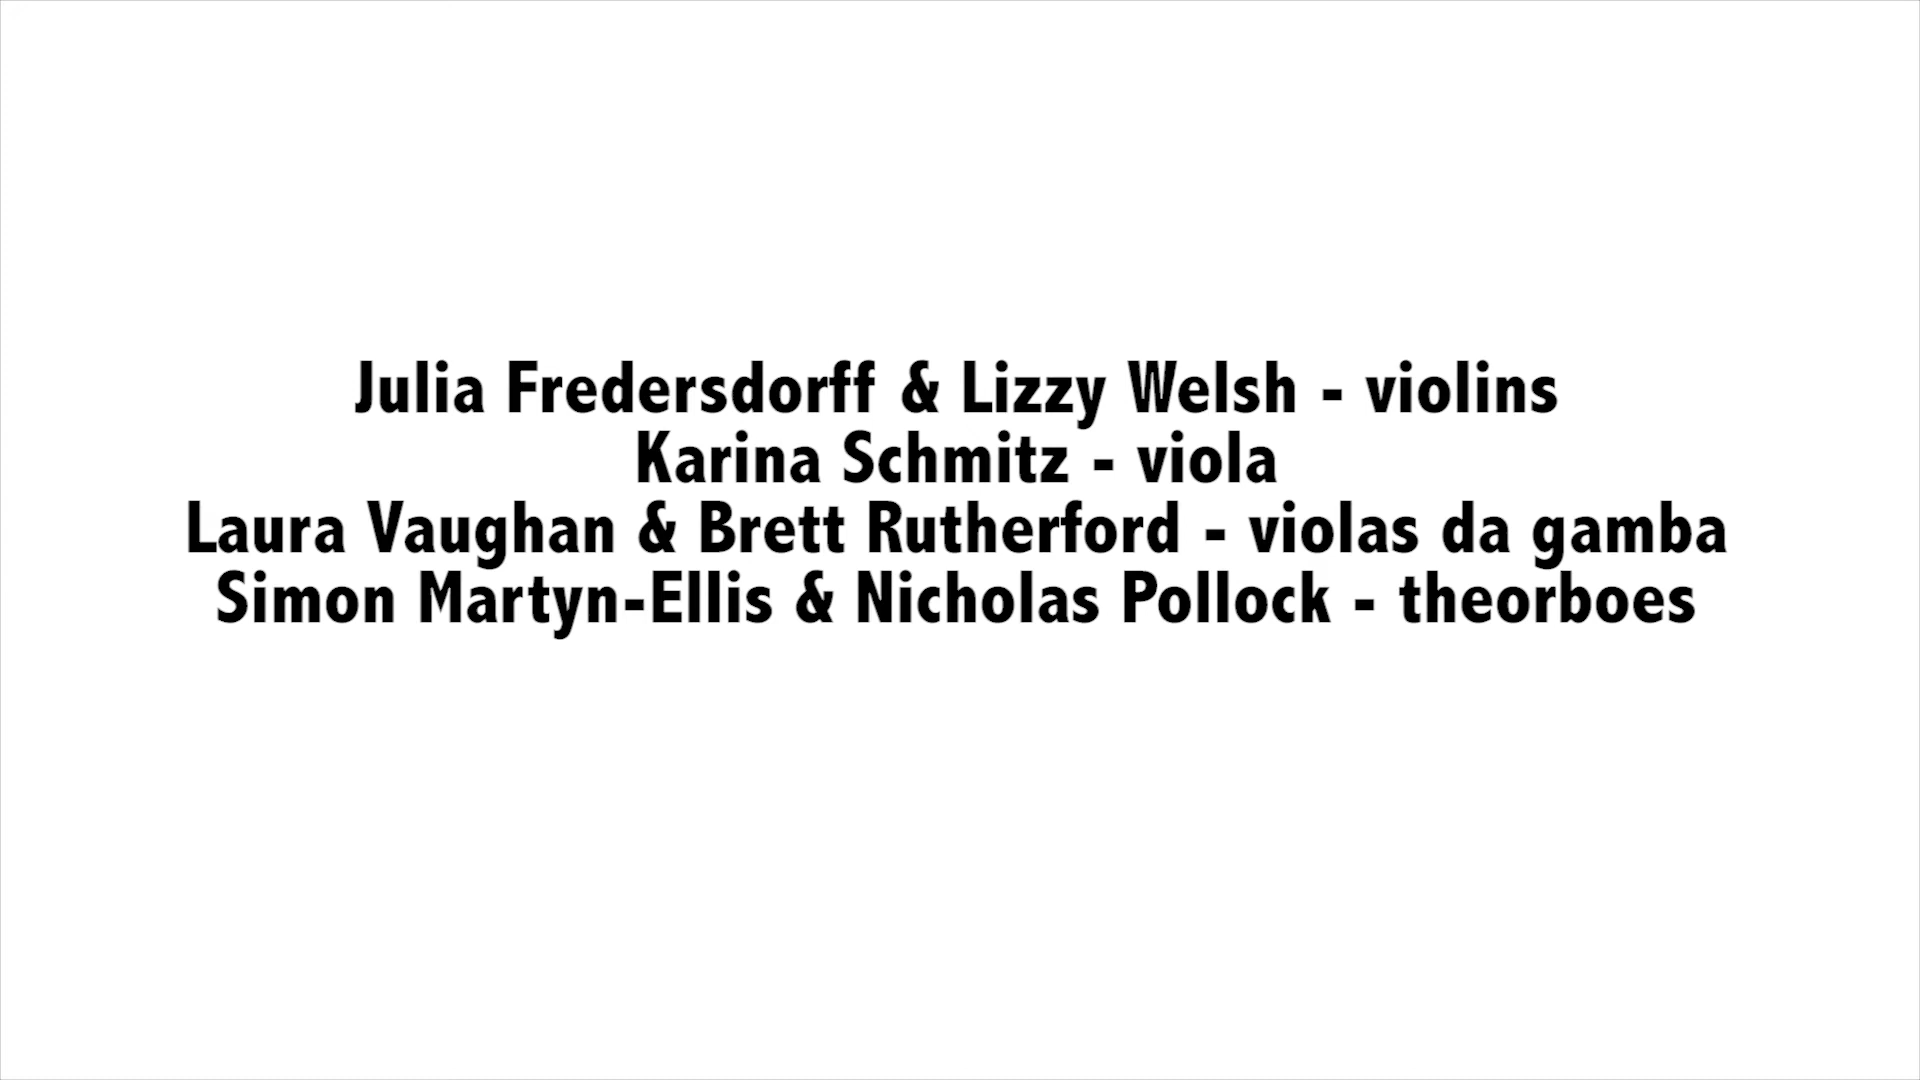 Julia Fredersdorff & Lizzy Welsh - violins
Karina Schmitz - viola
Laura Vaughan & Brett Rutherford - violas da gamba
Simon Martyn-Ellis & Nicholas Pollock - theorboes